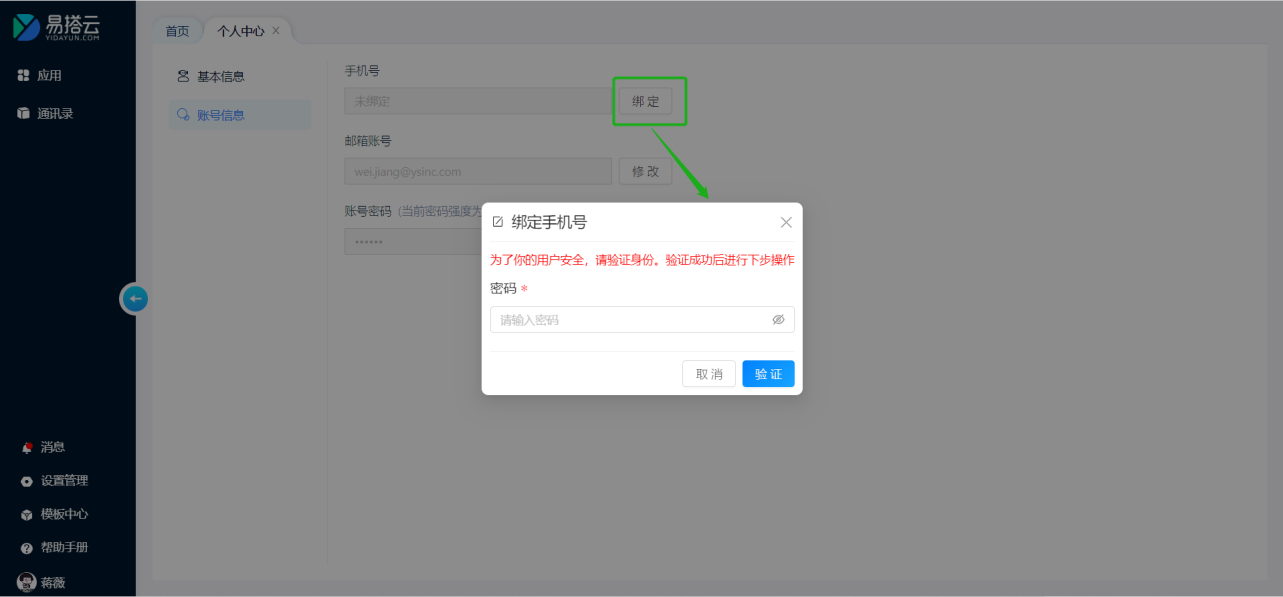 易搭云
YIDAYUN.COM
应用
通讯录
消息
设置管理
模板中心
帮助手册
蒋薇
首页
个人中心
基本信息
账号信息
手机号
未绑定
绑定
邮箱账号
wei.jiang@ysinc.com
修改
账号密码 (当前密码强度为
••••••
绑定手机号
为了你的用户安全，请验证身份。验证成功后进行下步操作
密码 *
请输入密码
取消
验证